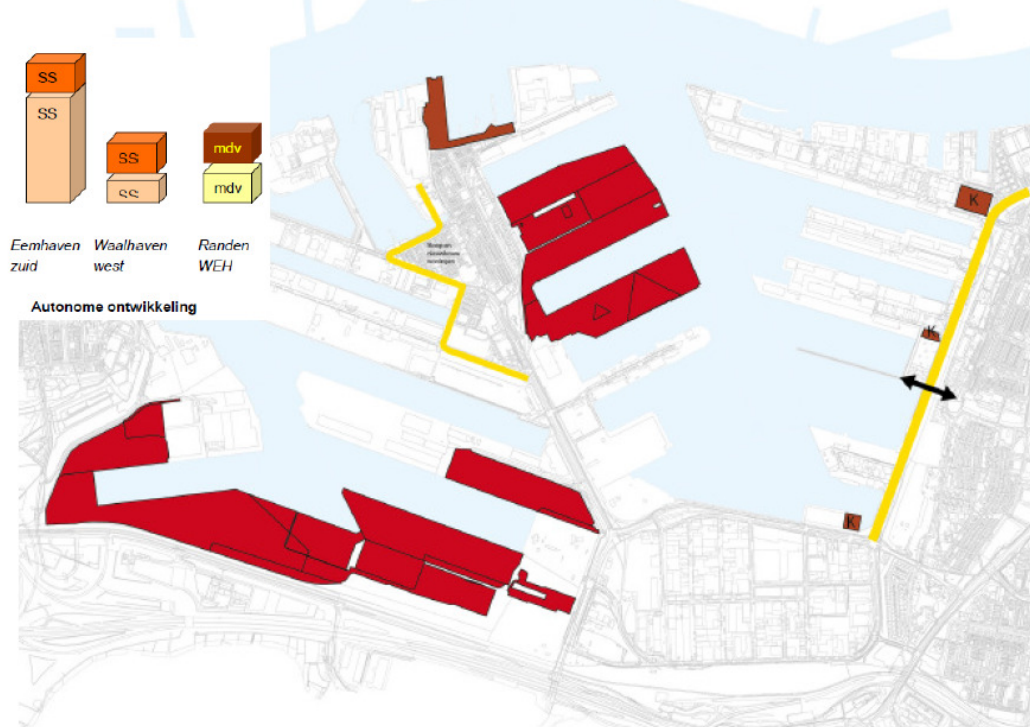 SS
SS
SS
SS
mdv
mdv
Eemhaven zuid
Waalhaven west
Randen WEH
Autonome ontwikkeling
K
K
K